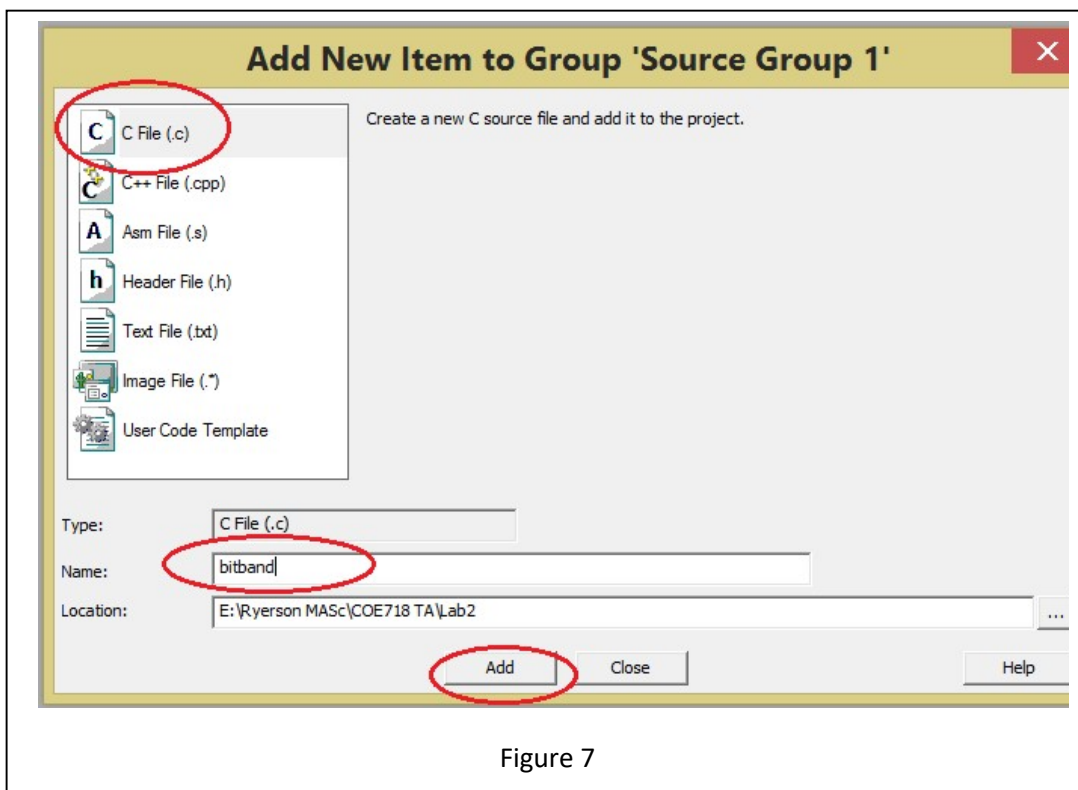 Add New Item to Group 'Source Group 1'
X
C File (.c)
Create a new C source file and add it to the project.
C++ File (.cpp)
A Asm File (.s)
h Header File (.h)
Text File (.txt)
Image File (.*)
User Code Template
Type: C File (.c)
Name: bitband
Location: E:\Ryerson MASc\COE718 TA\Lab2 ...
Add Close Help
Figure 7